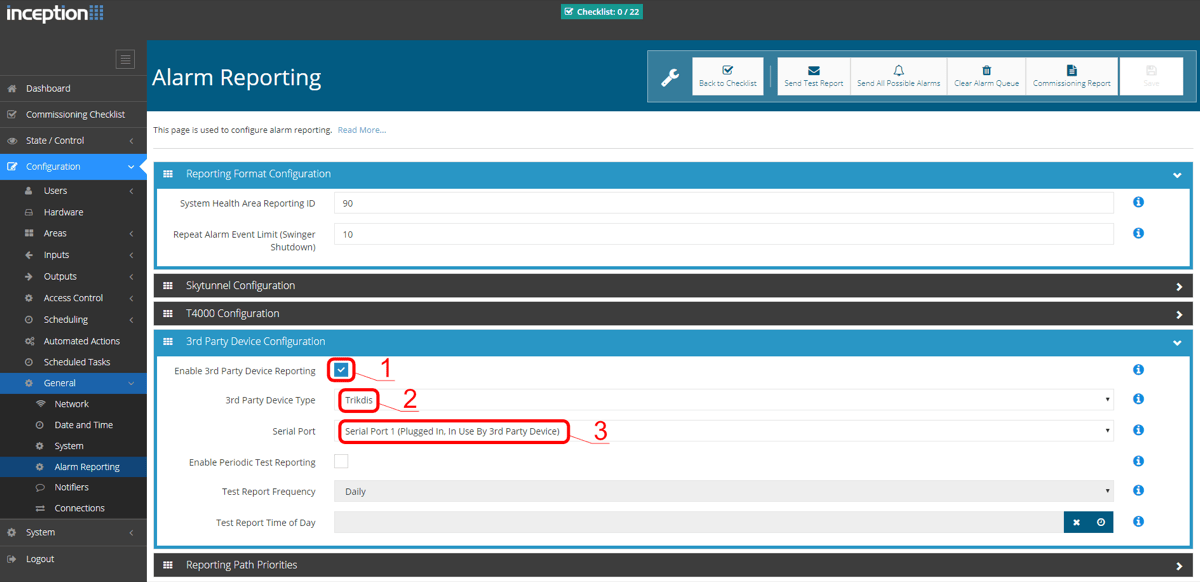 inception
Checklist: 0 / 22
Dashboard
Commissioning Checklist
State / Control
Configuration
Users
Hardware
Areas
Inputs
Outputs
Access Control
Scheduling
Automated Actions
Scheduled Tasks
General
Network
Date and Time
System
Alarm Reporting
Notifiers
Connections
System
Logout
Alarm Reporting
Back to Checklist
Send Test Report
Send All Possible Alarms
Clear Alarm Queue
Commissioning Report
Save
This page is used to configure alarm reporting. Read More...
Reporting Format Configuration
System Health Area Reporting ID
90
Repeat Alarm Event Limit (Swinger
Shutdown)
10
Skytunnel Configuration
T4000 Configuration
3rd Party Device Configuration
Enable 3rd Party Device Reporting
1
3rd Party Device Type
Trikdis
2
Serial Port
Serial Port 1 (Plugged In, In Use By 3rd Party Device)
3
Enable Periodic Test Reporting
Test Report Frequency
Daily
Test Report Time of Day
Reporting Path Priorities